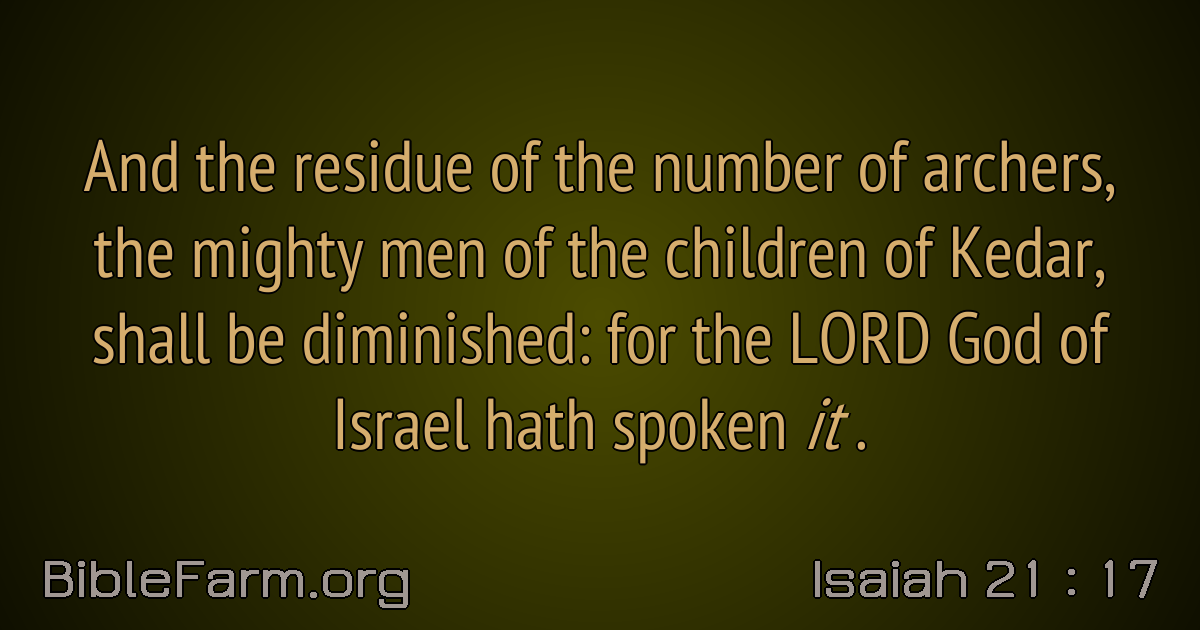 And the residue of the number of archers,
the mighty men of the children of Kedar,
shall be diminished: for the LORD God of
Israel hath spoken it .
BibleFarm.org
Isaiah 21 : 17